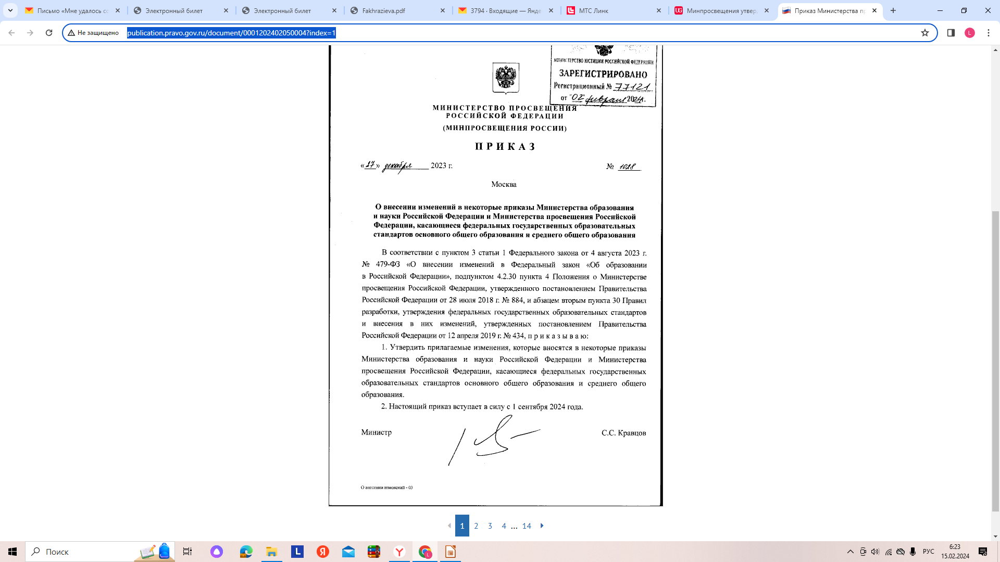 Письмо «Мне удалось со
Электронный билет
Электронный билет
Fakhrazieva.pdf
3794 · Входящие — Янде
МТС Линк
Минпросвещения утвер
Приказ Министерства пр
Не защищено
publication.pravo.gov.ru/document/0001202402050004?index=1
L
МИНИСТЕРСТВО ЮСТИЦИИ РОССИЙСКОЙ ФЕДЕРАЦИИ
ЗАРЕГИСТРИРОВАНО
Регистрационный № 77121
от "02" февраля 2024г.
МИНИСТЕРСТВО ПРОСВЕЩЕНИЯ
РОССИЙСКОЙ ФЕДЕРАЦИИ
(МИНПРОСВЕЩЕНИЯ РОССИИ)
П Р И К А З
«27» декабря 2023 г.
№ 1028
Москва
О внесении изменений в некоторые приказы Министерства образования
и науки Российской Федерации и Министерства просвещения Российской
Федерации, касающиеся федеральных государственных образовательных
стандартов основного общего образования и среднего общего образования
В соответствии с пунктом 3 статьи 1 Федерального закона от 4 августа 2023 г.
№ 479-ФЗ «О внесении изменений в Федеральный закон «Об образовании
в Российской Федерации», подпунктом 4.2.30 пункта 4 Положения о Министерстве
просвещения Российской Федерации, утвержденного постановлением Правительства
Российской Федерации от 28 июля 2018 г. № 884, и абзацем вторым пункта 30 Правил
разработки, утверждения федеральных государственных образовательных стандартов
и внесения в них изменений, утвержденных постановлением Правительства
Российской Федерации от 12 апреля 2019 г. № 434, п р и к а з ы в а ю:
1. Утвердить прилагаемые изменения, которые вносятся в некоторые приказы
Министерства образования и науки Российской Федерации и Министерства
просвещения Российской Федерации, касающиеся федеральных государственных
образовательных стандартов основного общего образования и среднего общего
образования.
2. Настоящий приказ вступает в силу с 1 сентября 2024 года.
Министр
С.С. Кравцов
О внесении изменений - 03
1 2 3 4 ... 14
Поиск
L
Я
Y
L
РУС
6:23
15.02.2024